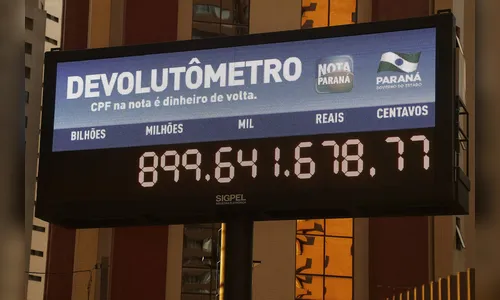 DEVOLUTÔMETRO
CPF na nota é dinheiro de volta.
NOTA
PARANÁ
PARANÁ
GOVERNO DO ESTADO
BILHÕES MILHÕES MIL REAIS CENTAVOS
899.641.678.77
SIGPEL